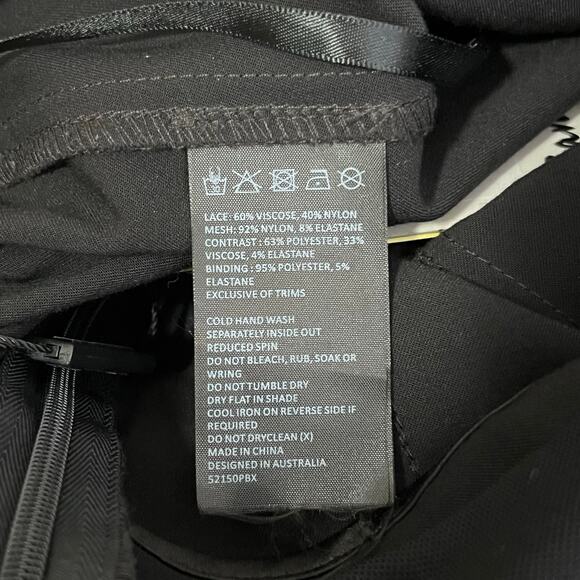 30
LACE: 60% VISCOSE, 40% NYLON
MESH: 92% NYLON, 8% ELASTANE
CONTRAST : 63% POLYESTER, 33%
VISCOSE, 4% ELASTANE
BINDING : 95% POLYESTER, 5%
ELASTANE
EXCLUSIVE OF TRIMS
COLD HAND WASH
SEPARATELY INSIDE OUT
REDUCED SPIN
DO NOT BLEACH, RUB, SOAK OR
WRING
DO NOT TUMBLE DRY
DRY FLAT IN SHADE
COOL IRON ON REVERSE SIDE IF
REQUIRED
DO NOT DRYCLEAN (X)
MADE IN CHINA
DESIGNED IN AUSTRALIA
52150PBX